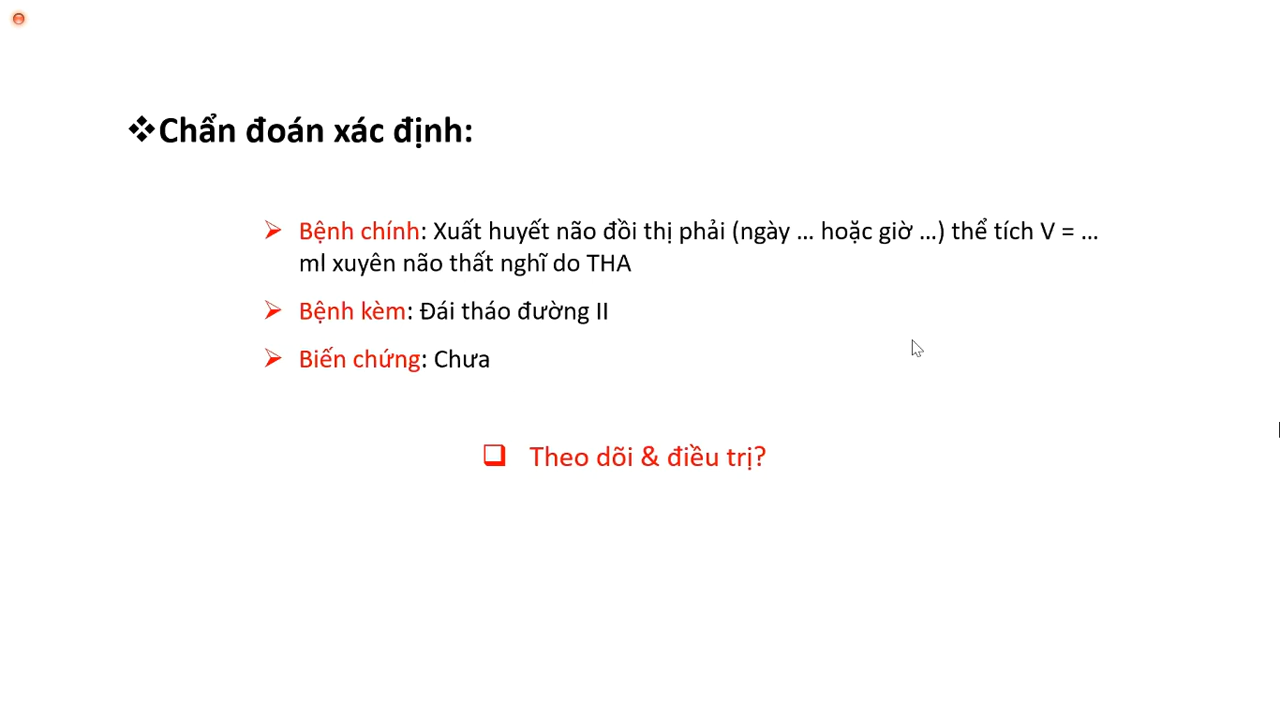 ❖Chẩn đoán xác định:
➢ Bệnh chính: Xuất huyết não đồi thị phải (ngày ... hoặc giờ ...) thể tích V = ...
ml xuyên não thất nghĩ do THA
➢ Bệnh kèm: Đái tháo đường II
➢ Biến chứng: Chưa
❑ Theo dõi & điều trị?